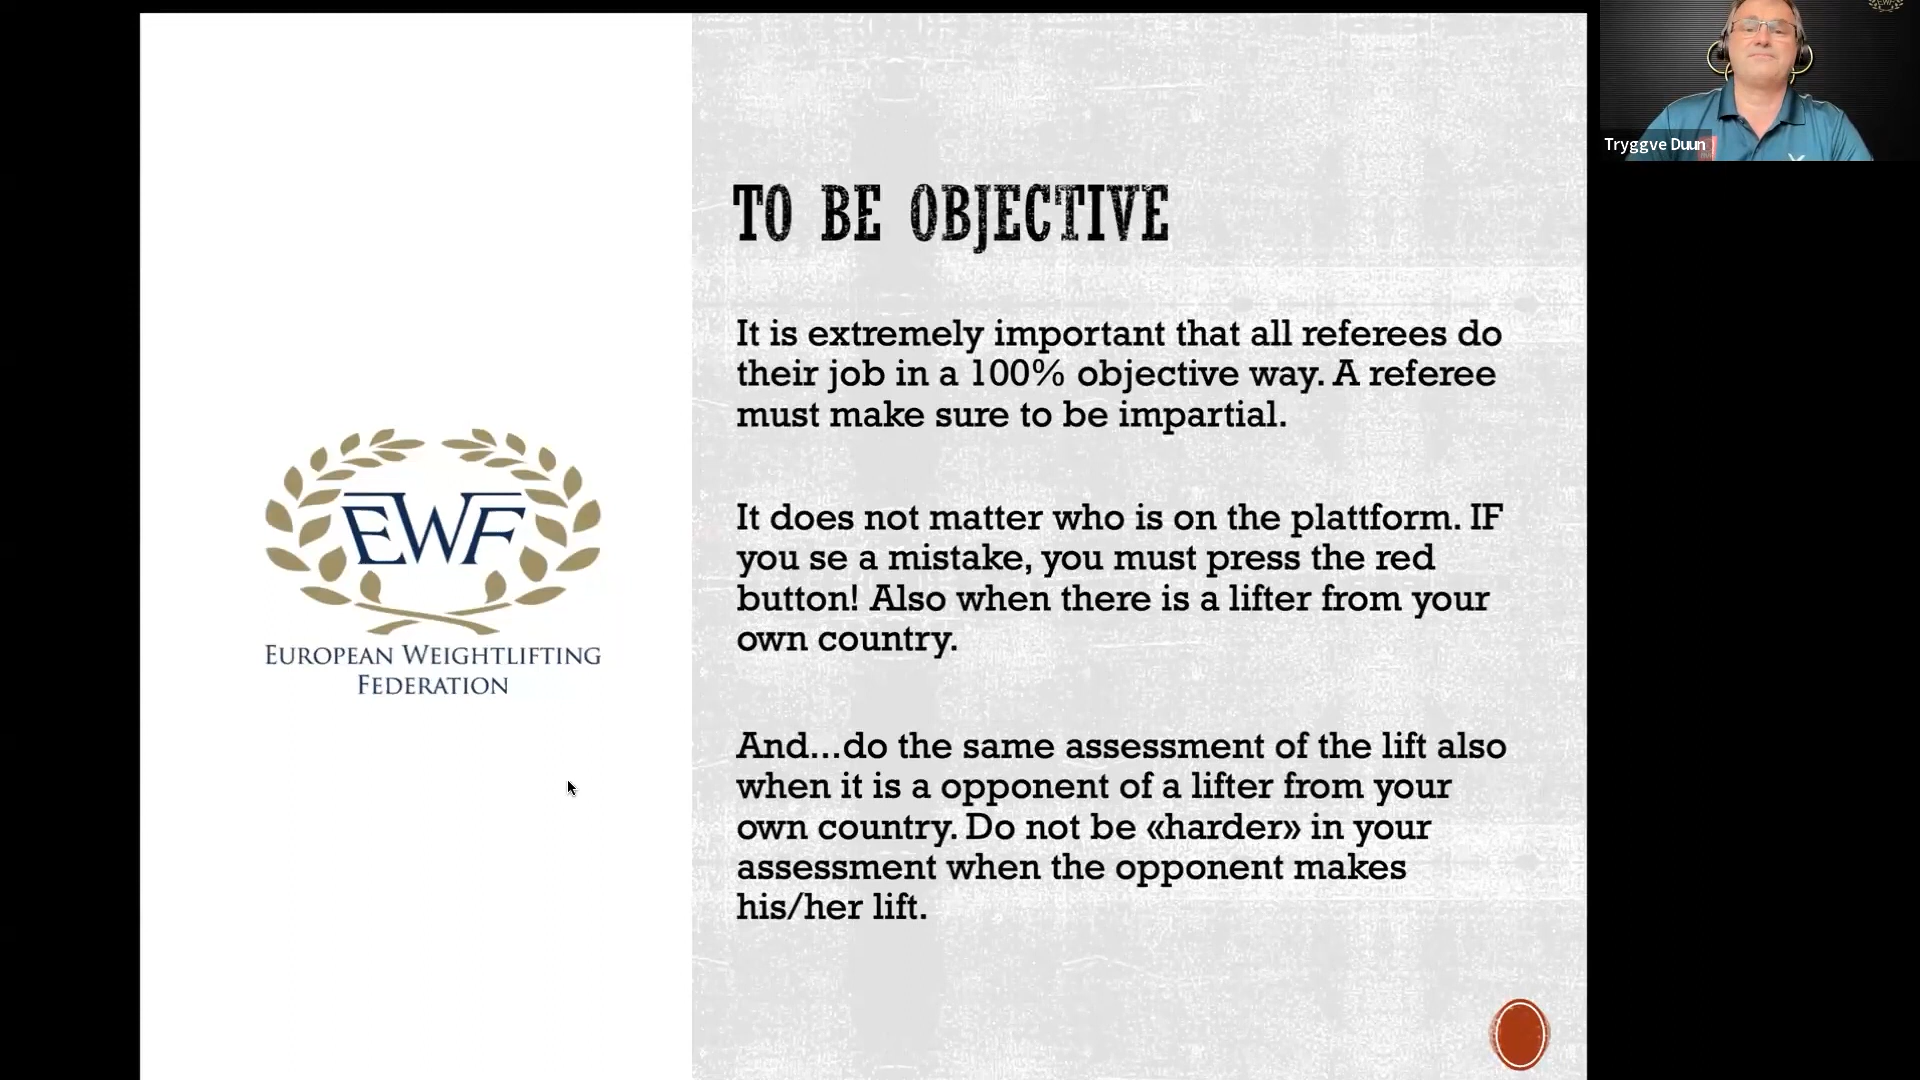 TO BE OBJECTIVE
It is extremely important that all referees do
their job in a 100% objective way. A referee
must make sure to be impartial.
It does not matter who is on the plattform. IF
you se a mistake, you must press the red
button! Also when there is a lifter from your
own country.
And...do the same assessment of the lift also
when it is a opponent of a lifter from your
own country. Do not be «harder» in your
assessment when the opponent makes
his/her lift.
EWF
EUROPEAN WEIGHTLIFTING
FEDERATION
EWF
Tryggve Duun